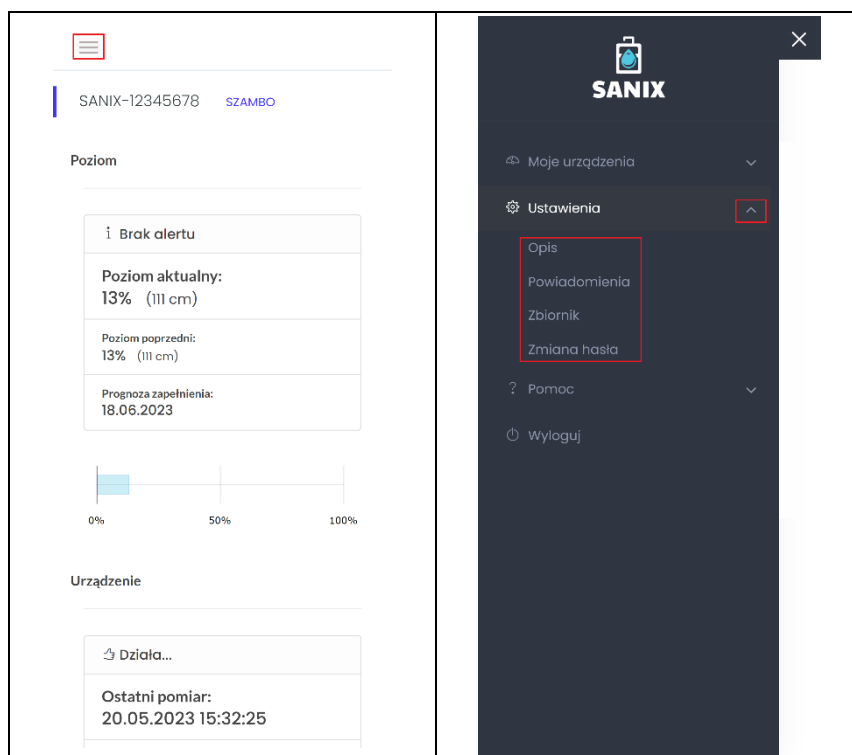 SANIX-12345678 SZAMBO
Poziom
Brak alertu
Poziom aktualny:
13% (111 cm)
Poziom poprzedni:
13% (111 cm)
Prognoza zapełnienia:
18.06.2023
0% 50% 100%
Urządzenie
Działa...
Ostatni pomiar:
20.05.2023 15:32:25
SANIX
Moje urządzenia
Ustawienia
Opis
Powiadomienia
Zbiornik
Zmiana hasła
? Pomoc
Wyloguj